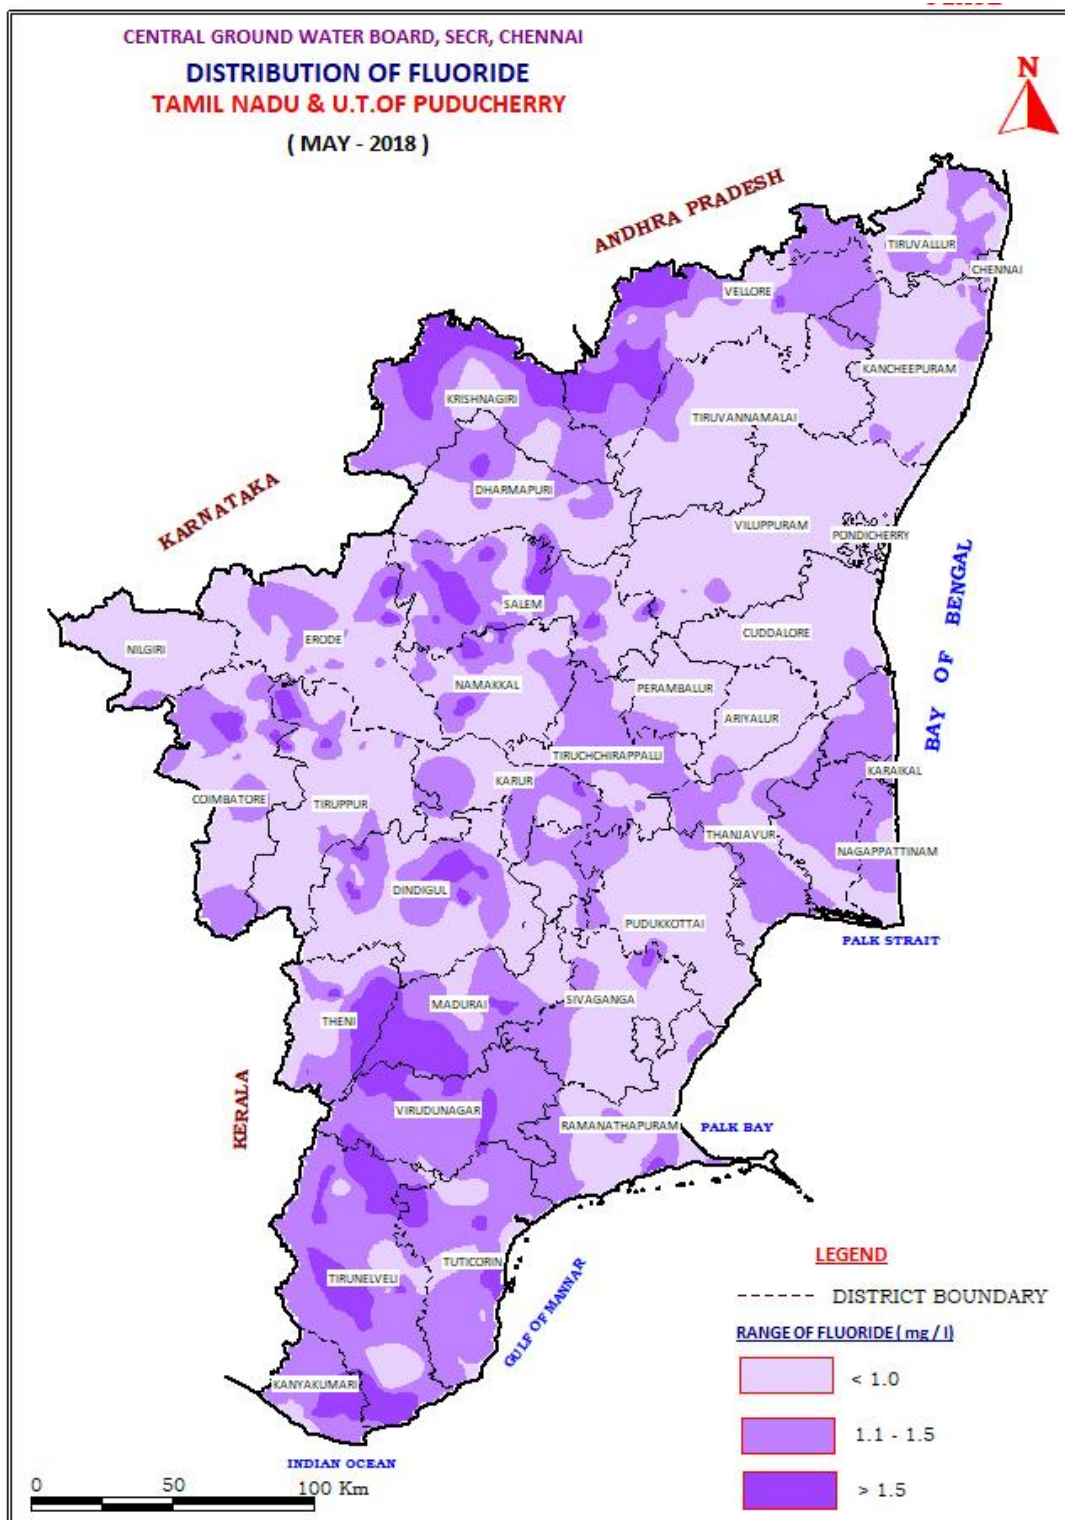 CENTRAL GROUND WATER BOARD, SECR, CHENNAI
DISTRIBUTION OF FLUORIDE
TAMIL NADU & U.T.OF PUDUCHERRY
( MAY - 2018 )
N
ANDHRA PRADESH
TIRUVALLUR
CHENNAI
VELLORE
KANCHEEPURAM
KRISHNAGIRI
TIRUVANNAMALAI
KARNATAKA
DHARMAPURI
VILUPPURAM
PONDICHERRY
BAY OF BENGAL
SALEM
CUDDALORE
ERODE
NILGIRI
NAMAKKAL
PERAMBALUR
ARIYALUR
TIRUCHCHIRAPPALLI
KARAIKAL
KARUR
COIMBATORE
TIRUPPUR
THANJAVUR
NAGAPPATTINAM
DINDIGUL
PUDUKKOTTAI
PALK STRAIT
SIVAGANGA
MADURAI
THENI
KERALA
VIRUDUNAGAR
RAMANATHAPURAM
PALK BAY
TUTICORIN
TIRUNELVELI
GULF OF MANNAR
KANYAKUMARI
INDIAN OCEAN
LEGEND
DISTRICT BOUNDARY
RANGE OF FLUORIDE ( mg / l)
< 1.0
1.1 - 1.5
> 1.5
0 50 100 Km